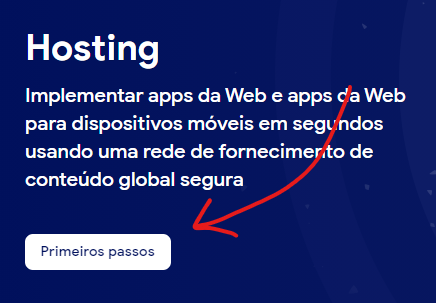 Hosting
Implementar apps da Web e apps da Web
para dispositivos móveis em segundos
usando uma rede de fornecimento de
conteúdo global segura
Primeiros passos